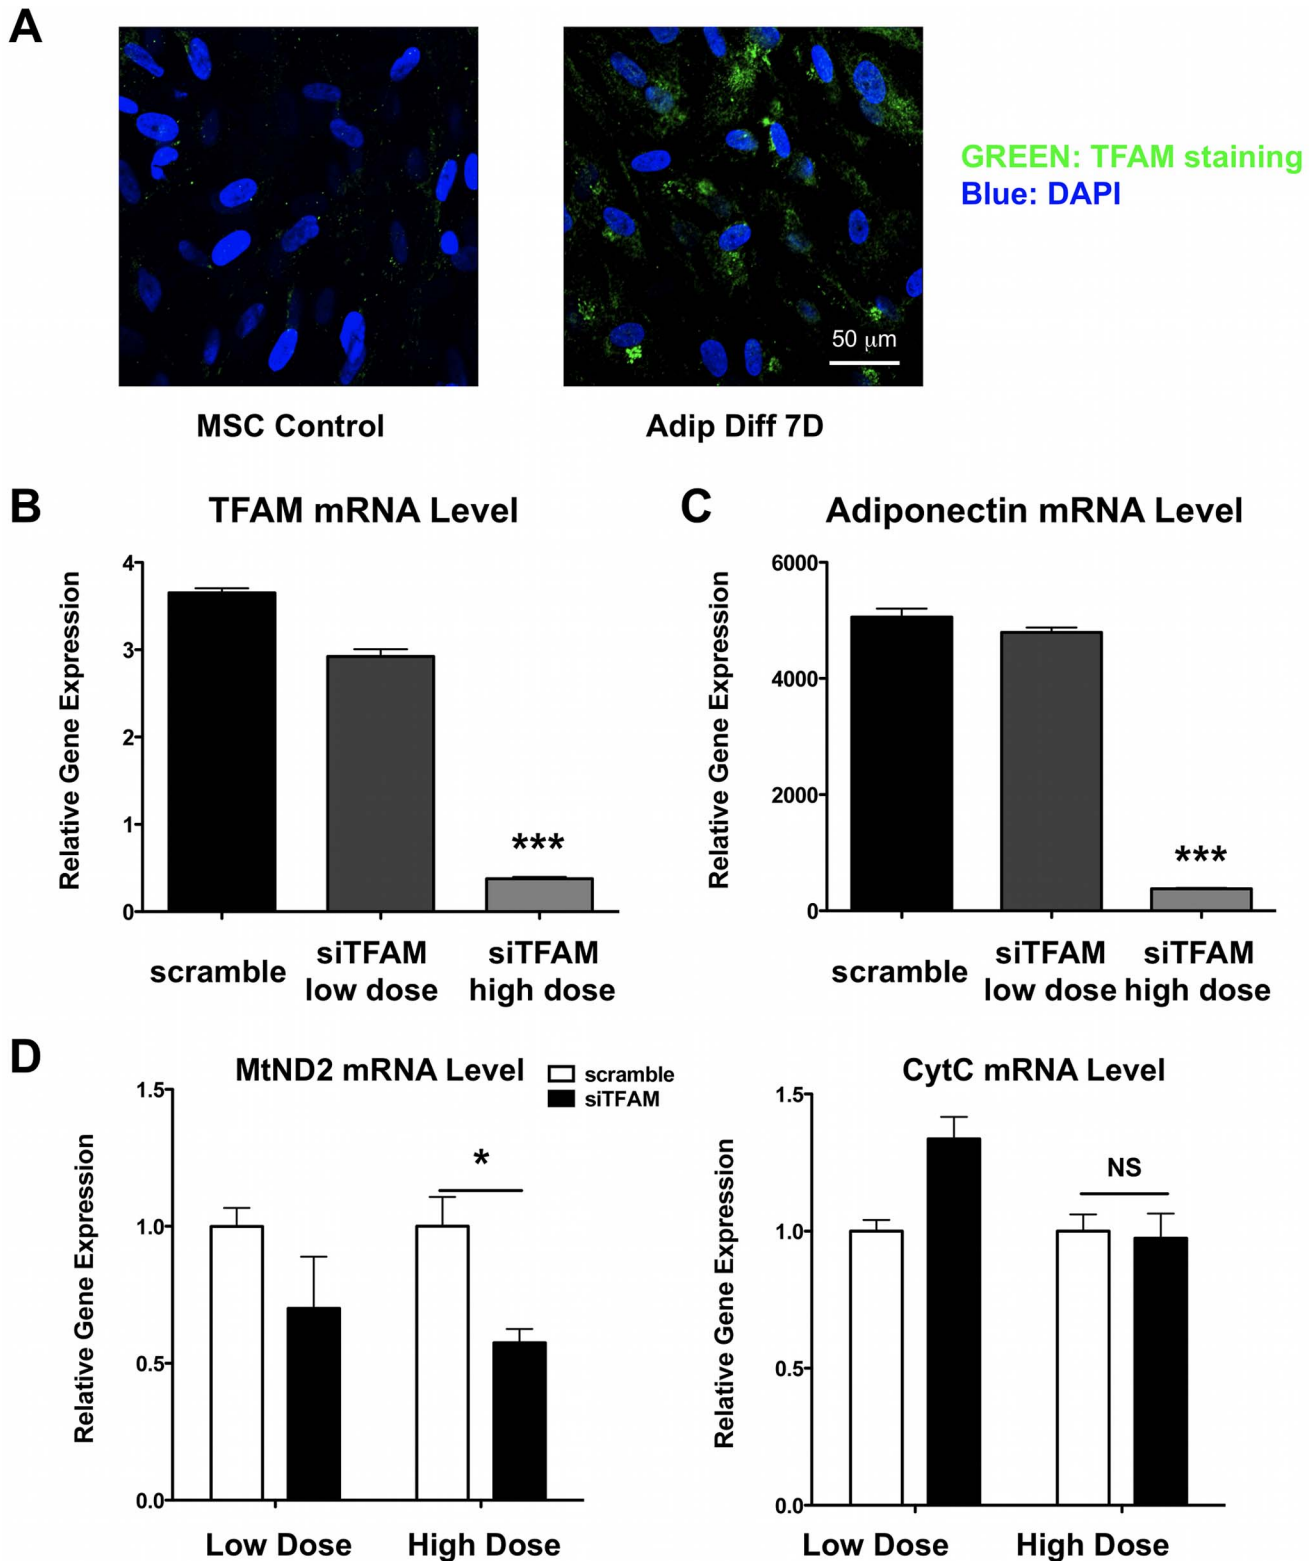 A
GREEN: TFAM staining
Blue: DAPI
50 μm
MSC Control
Adip Diff 7D
B
TFAM mRNA Level
Relative Gene Expression
4
3
2
1
0
***
scramble
siTFAM
low dose
siTFAM
high dose
C
Adiponectin mRNA Level
Relative Gene Expression
6000
4000
2000
0
***
scramble
siTFAM
low dose
siTFAM
high dose
D
MtND2 mRNA Level
scramble
siTFAM
Relative Gene Expression
1.5
1.0
0.5
0.0
*
Low Dose
High Dose
CytC mRNA Level
Relative Gene Expression
1.5
1.0
0.5
0.0
NS
Low Dose
High Dose